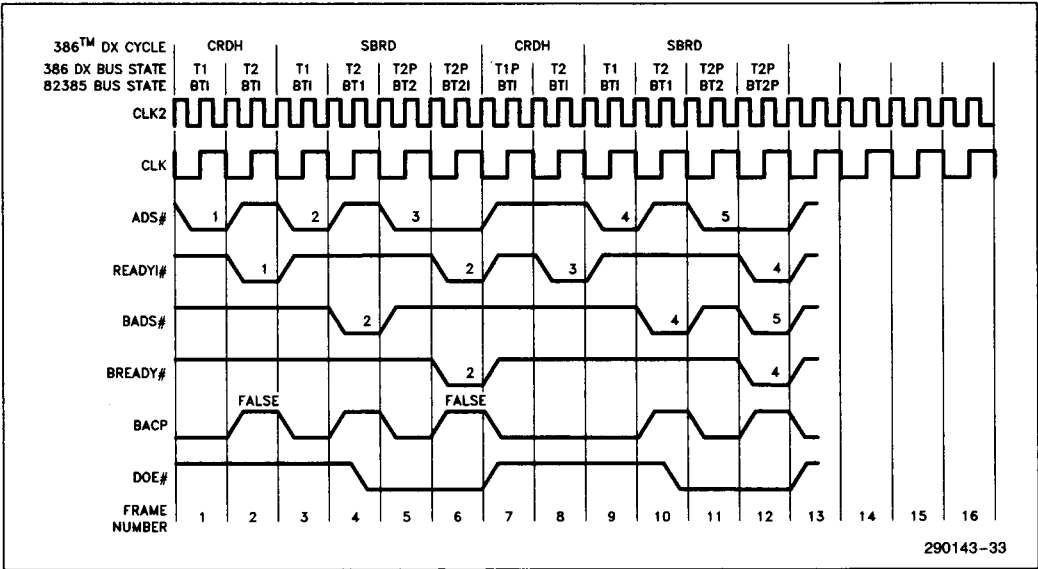 386™ DX CYCLE CRDH SBRD CRDH SBRD
386 DX BUS STATE T1 T2 T1 T2 T2P T2P T1P T2 T1 T2 T2P T2P
82385 BUS STATE BTI BTI BTI BT1 BT2 BT2I BTI BTI BTI BT1 BT2 BT2P
CLK2
CLK
ADS# 1 2 3 4 5
READYI# 1 2 3 4
BADS# 2 4 5
BREADY# 2 4
FALSE FALSE
BACP
DOE#
FRAME
NUMBER 1 2 3 4 5 6 7 8 9 10 11 12 13 14 15 16
290143-33